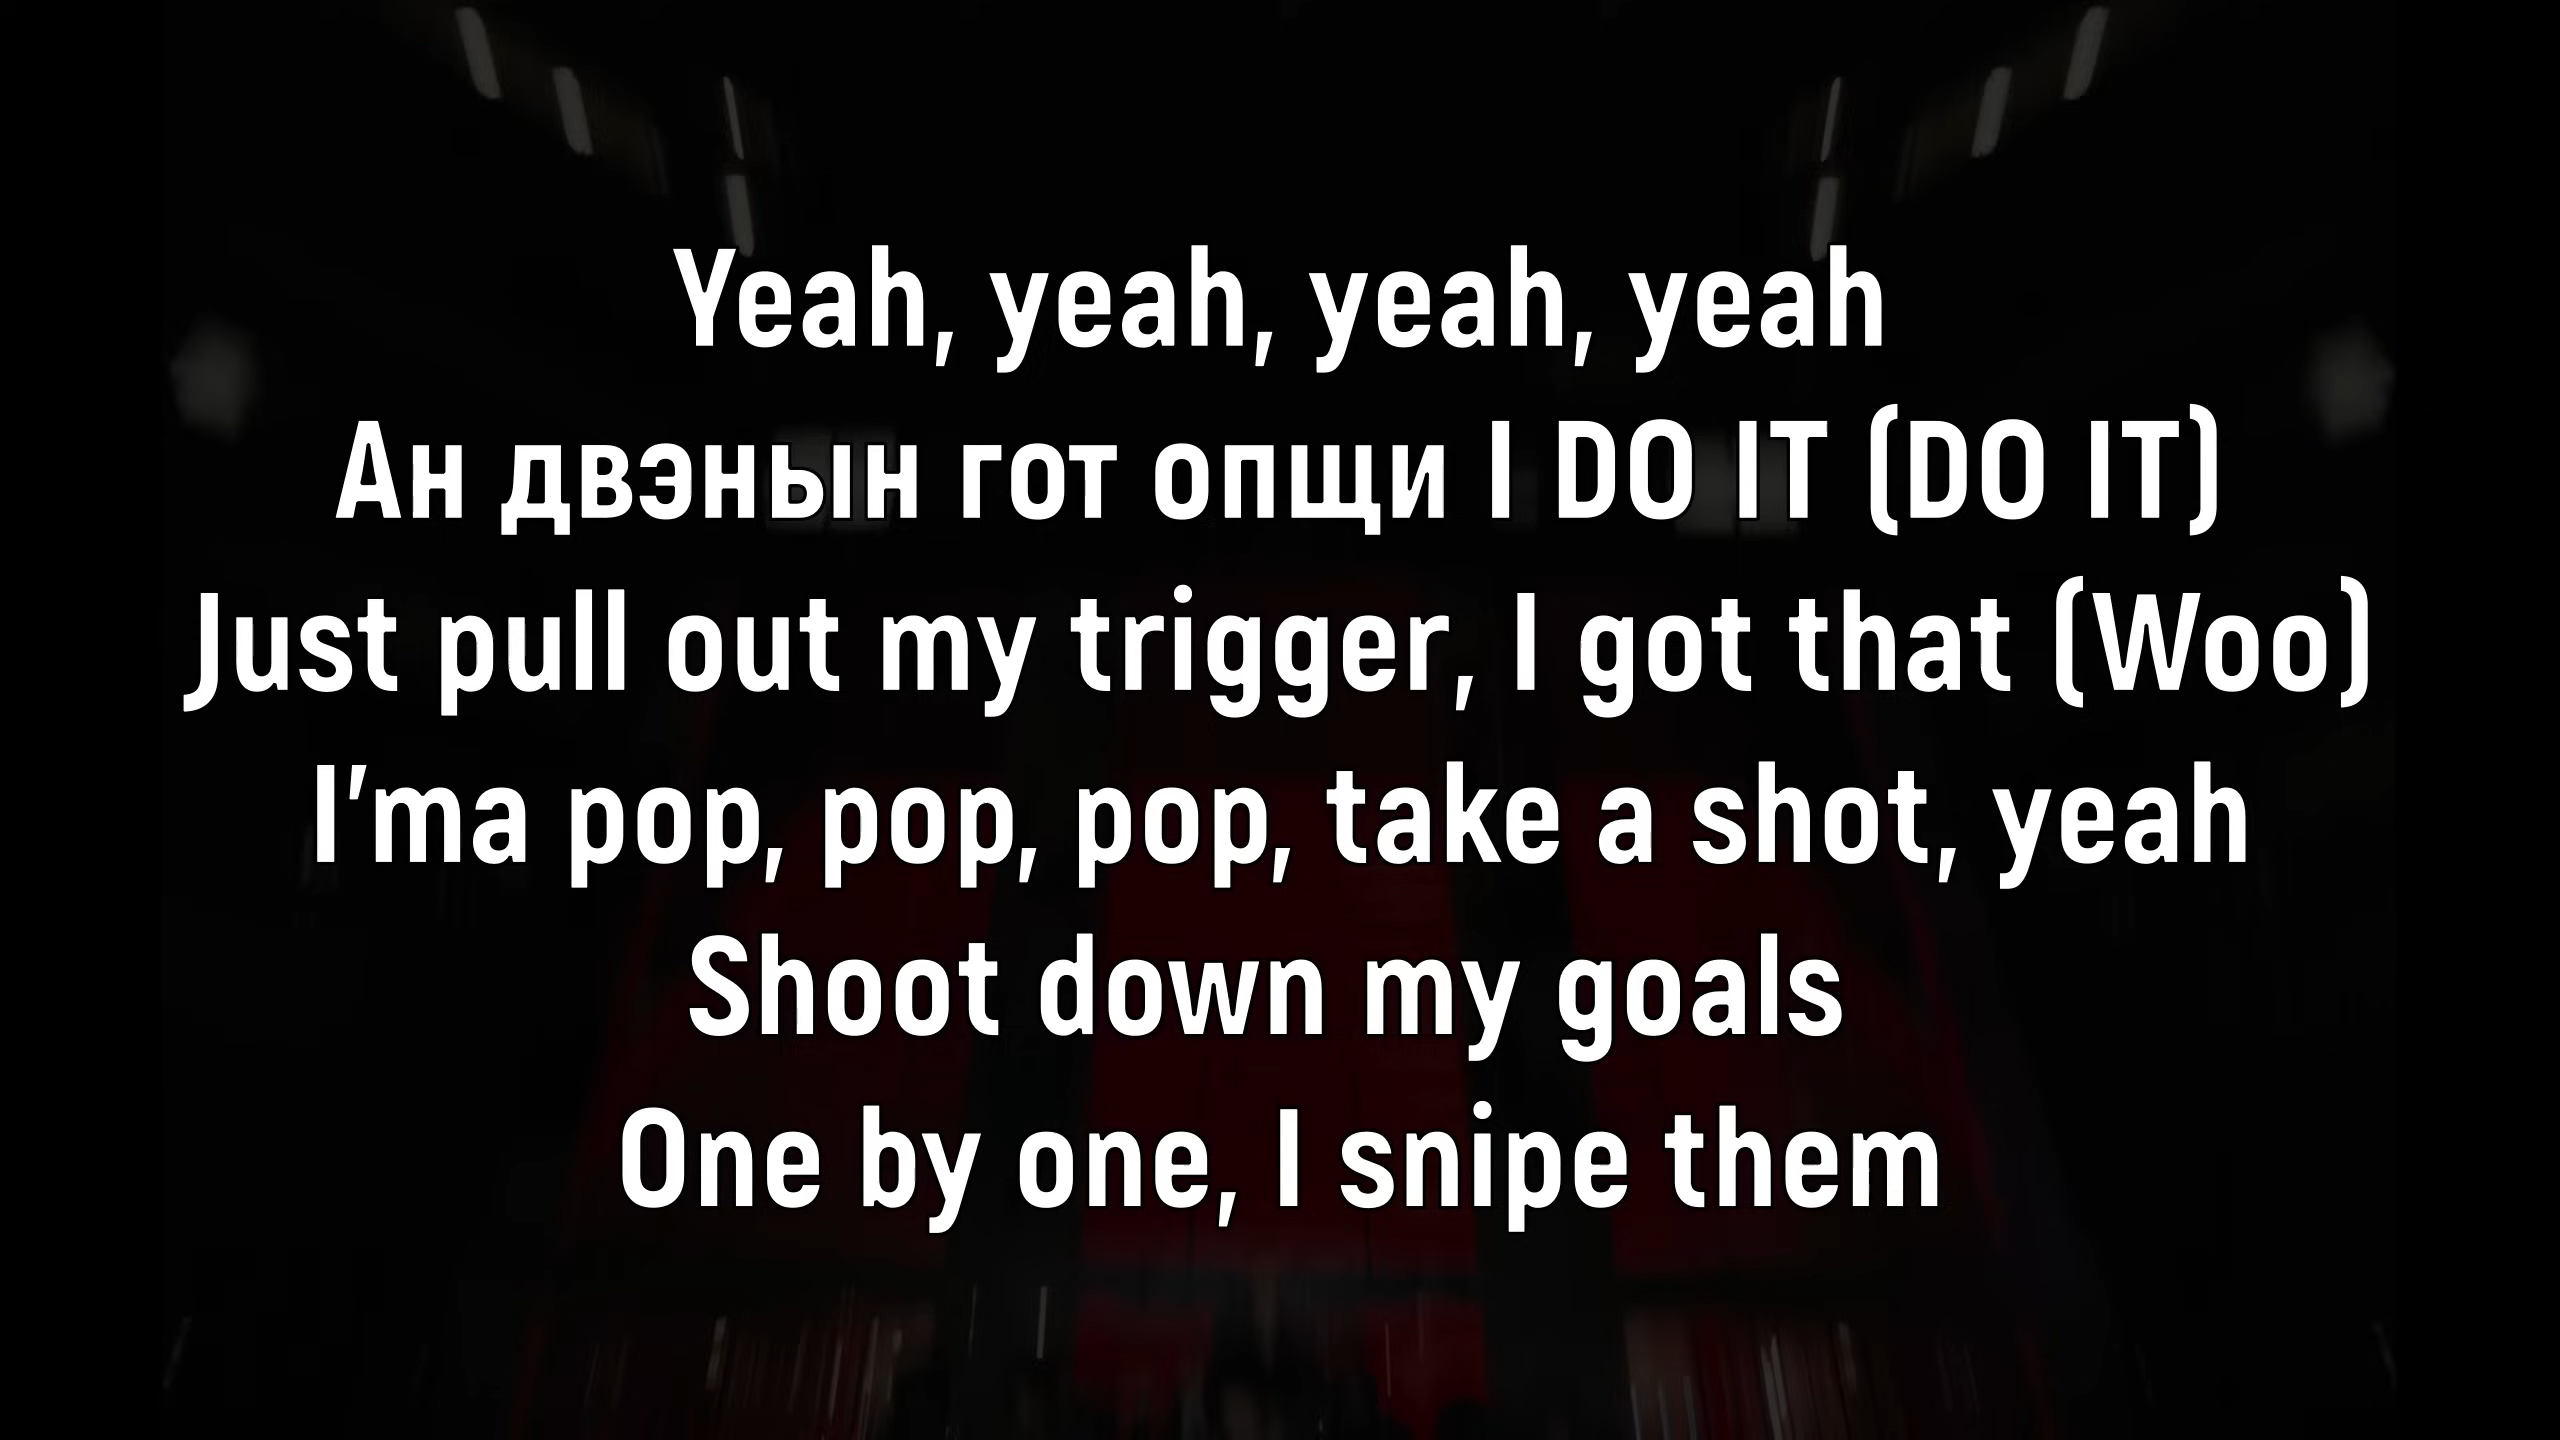 Yeah, yeah, yeah, yeah
Ан двэнын гот опщи I DO IT (DO IT)
Just pull out my trigger, I got that (Woo)
I'ma pop, pop, pop, take a shot, yeah
Shoot down my goals
One by one, I snipe them